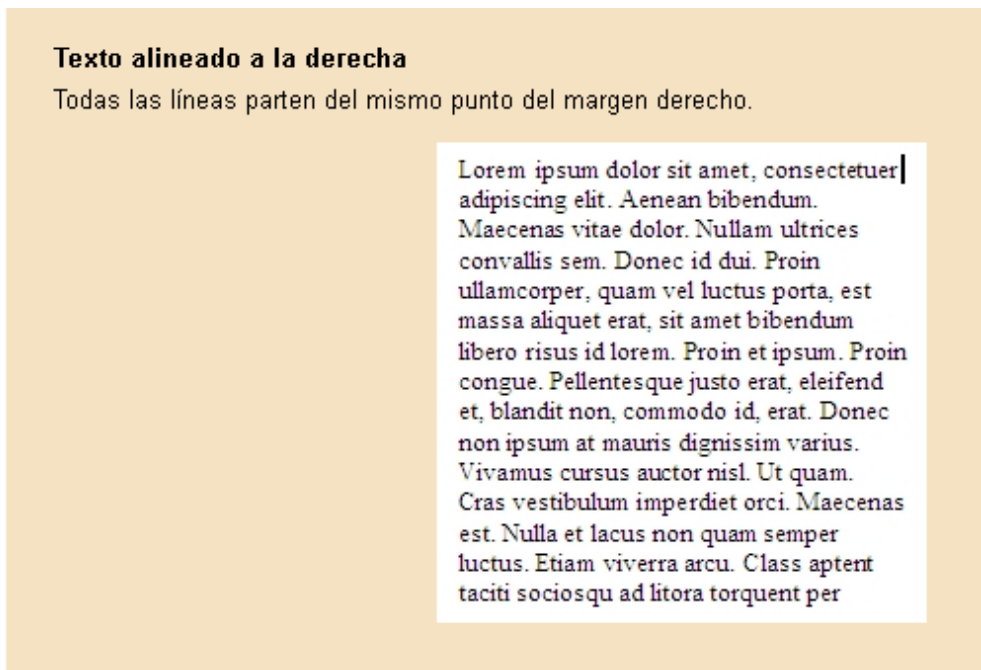 Texto alineado a la derecha
Todas las líneas parten del mismo punto del margen derecho.
Lorem ipsum dolor sit amet, consectetuer
adipiscing elit. Aenean bibendum.
Maecenas vitae dolor. Nullam ultrices
convallis sem. Donec id dui. Proin
ullamcorper, quam vel luctus porta, est
massa aliquet erat, sit amet bibendum
libero risus id lorem. Proin et ipsum. Proin
congue. Pellentesque justo erat, eleifend
et, blandit non, commodo id, erat. Donec
non ipsum at mauris dignissim varius.
Vivamus cursus auctor nisl. Ut quam.
Cras vestibulum imperdiet orci. Maecenas
est. Nulla et lacus non quam semper
luctus. Etiam viverra arcu. Class aptent
taciti sociosqu ad litora torquent per